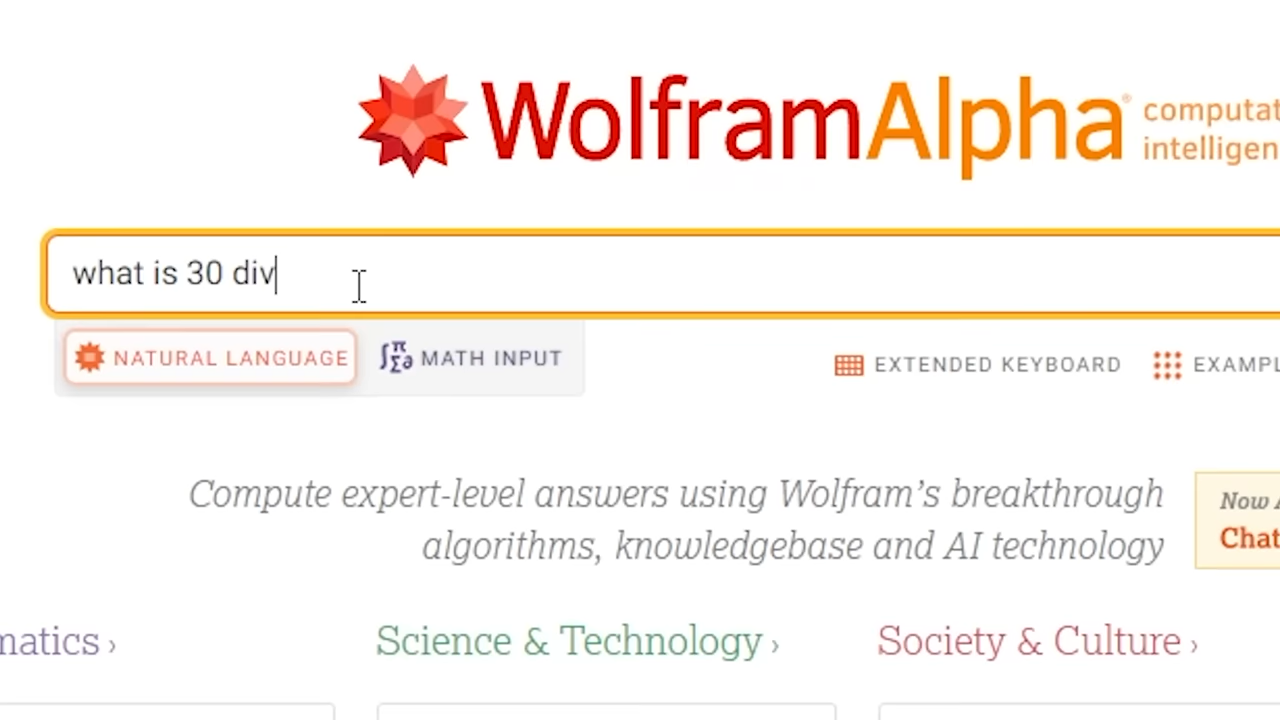 WolframAlpha®
computat
intelligen
what is 30 div
NATURAL LANGUAGE
MATH INPUT
EXTENDED KEYBOARD
EXAMPL
Compute expert-level answers using Wolfram's breakthrough
algorithms, knowledgebase and AI technology
Now A
Chat
matics ›
Science & Technology ›
Society & Culture ›